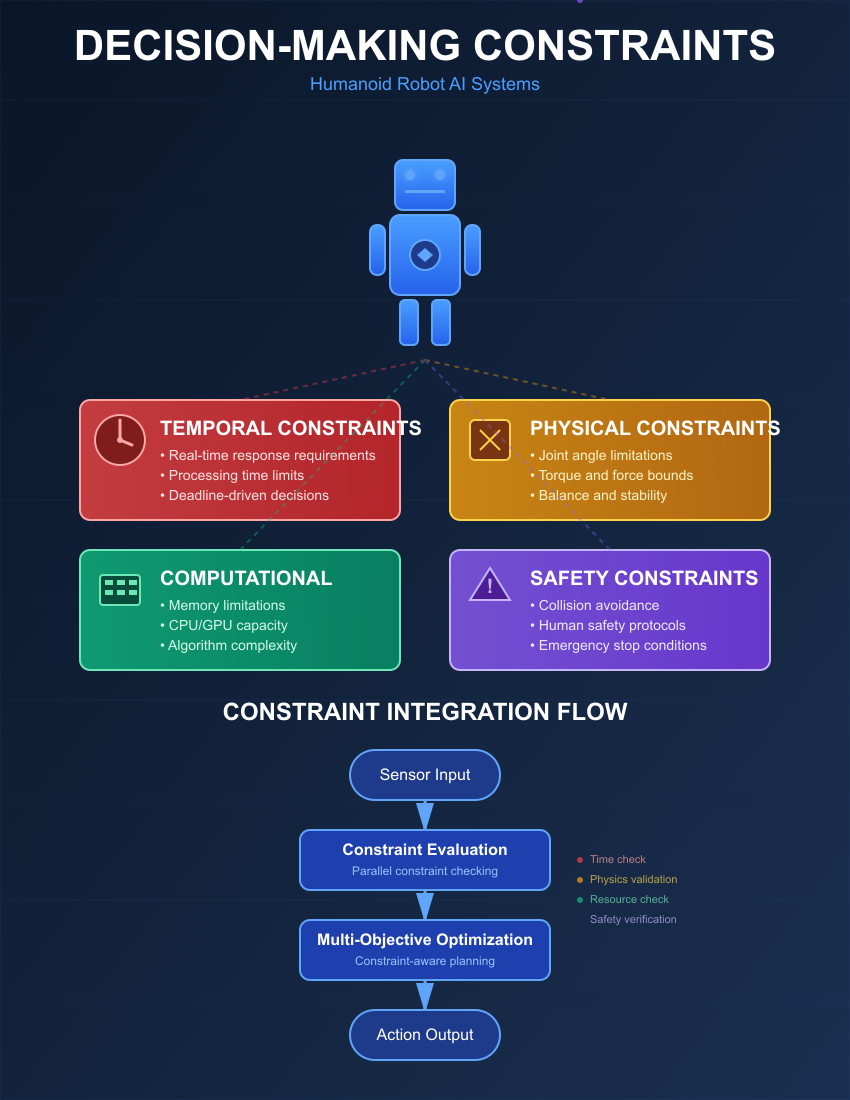 DECISION-MAKING CONSTRAINTS
Humanoid Robot AI Systems
TEMPORAL CONSTRAINTS
• Real-time response requirements
• Processing time limits
• Deadline-driven decisions
PHYSICAL CONSTRAINTS
• Joint angle limitations
• Torque and force bounds
• Balance and stability
COMPUTATIONAL
• Memory limitations
• CPU/GPU capacity
• Algorithm complexity
!
SAFETY CONSTRAINTS
• Collision avoidance
• Human safety protocols
• Emergency stop conditions
CONSTRAINT INTEGRATION FLOW
Sensor Input
Constraint Evaluation
Parallel constraint checking
Time check
Physics validation
Resource check
Safety verification
Multi-Objective Optimization
Constraint-aware planning
Action Output